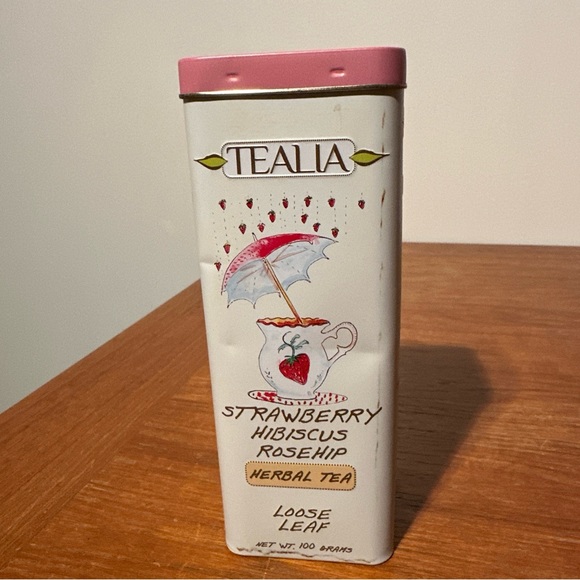 TEALIA
STRAWBERRY
HIBISCUS
ROSEHIP
HERBAL TEA
LOOSE
LEAF
NET WT. 100 GRAMS